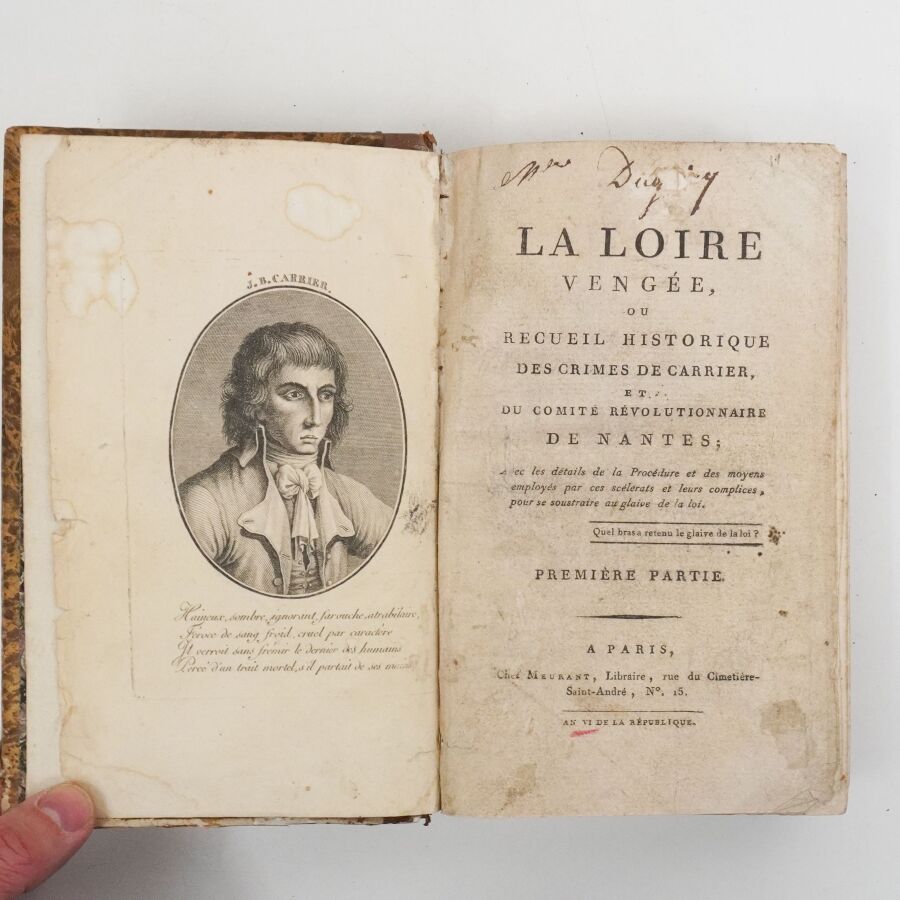 J. B. CARRIER.
Haineux, sombre, ignorant, farouche, atrabilaire,
Féroce de sang froid, cruel par caractère
Il verroit sans frémir le dernier des humains
Percé d'un trait mortel, s'il partait de ses
Mme
LA LOIRE
VENGÉE,
OU
RECUEIL HISTORIQUE
DES CRIMES DE CARRIER,
ET
DU COMITÉ RÉVOLUTIONNAIRE
DE NANTES;
avec les détails de la Procédure et des moyens
employés par ces scélérats et leurs complices,
pour se soustraire au glaive de la loi.
Quel bras a retenu le glaive de la loi ?
PREMIÈRE PARTIE.
A PARIS,
Chez MEURANT, Libraire, rue du Cimetière-
Saint-André, N°. 15.
AN VI DE LA RÉPUBLIQUE.